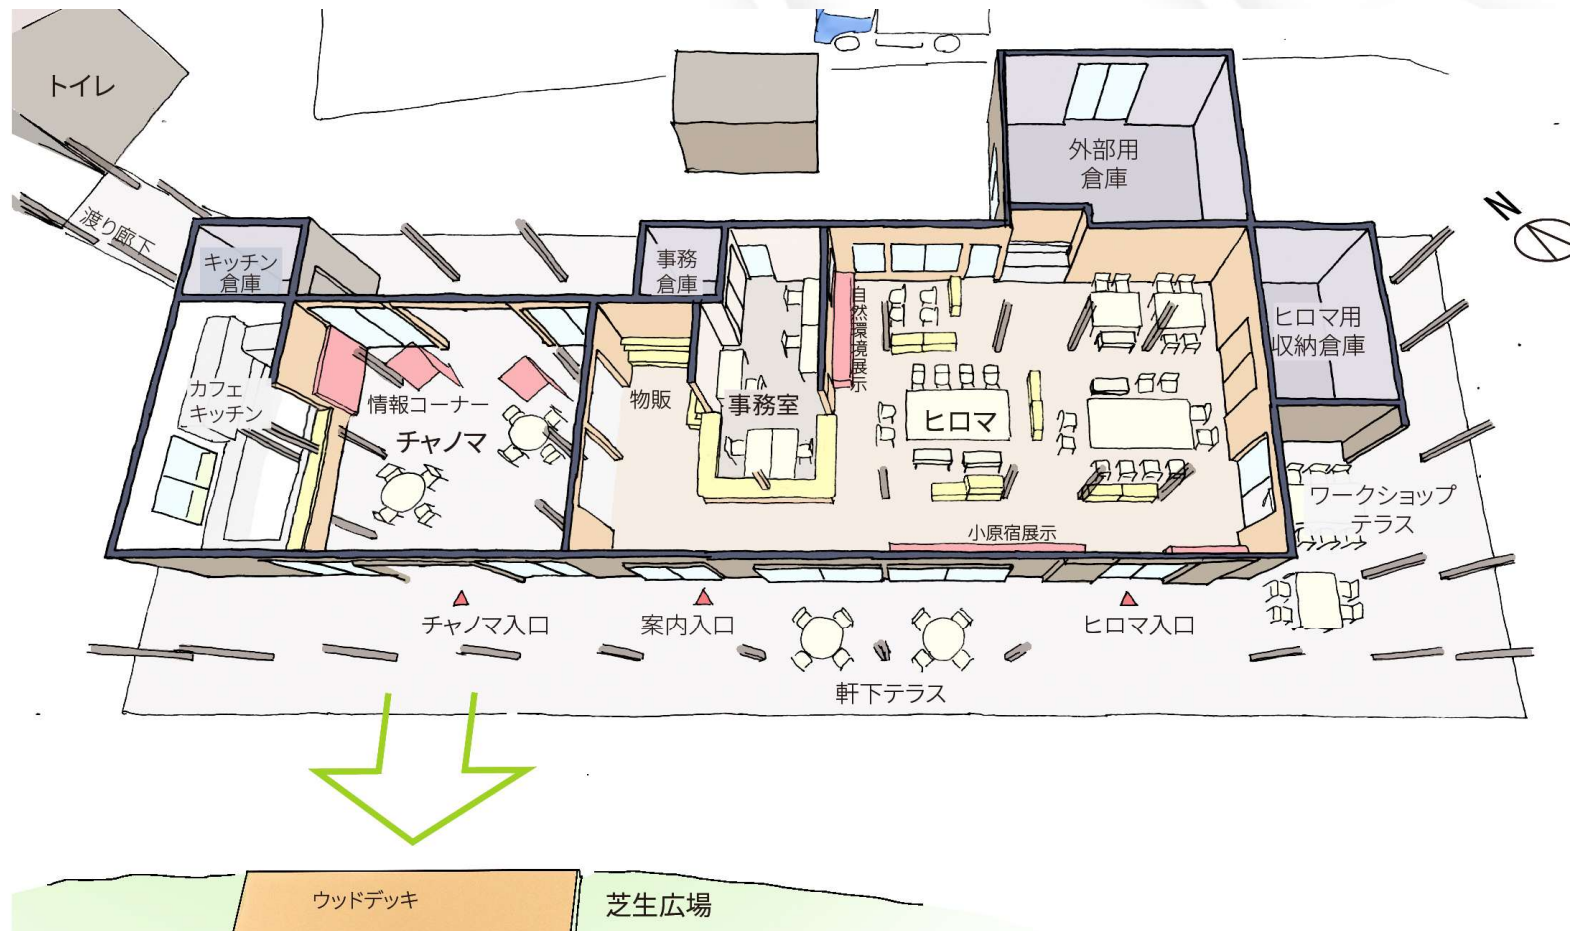 トイレ
渡り廊下
キッチン
倉庫
事務
倉庫
外部用
倉庫
N
カフェ
キッチン
情報コーナー
チャノマ
物販
事務室
自然環境展示
ヒロマ
ヒロマ用
収納倉庫
小原宿展示
ワークショップ
テラス
チャノマ入口
案内入口
ヒロマ入口
軒下テラス
ウッドデッキ
芝生広場